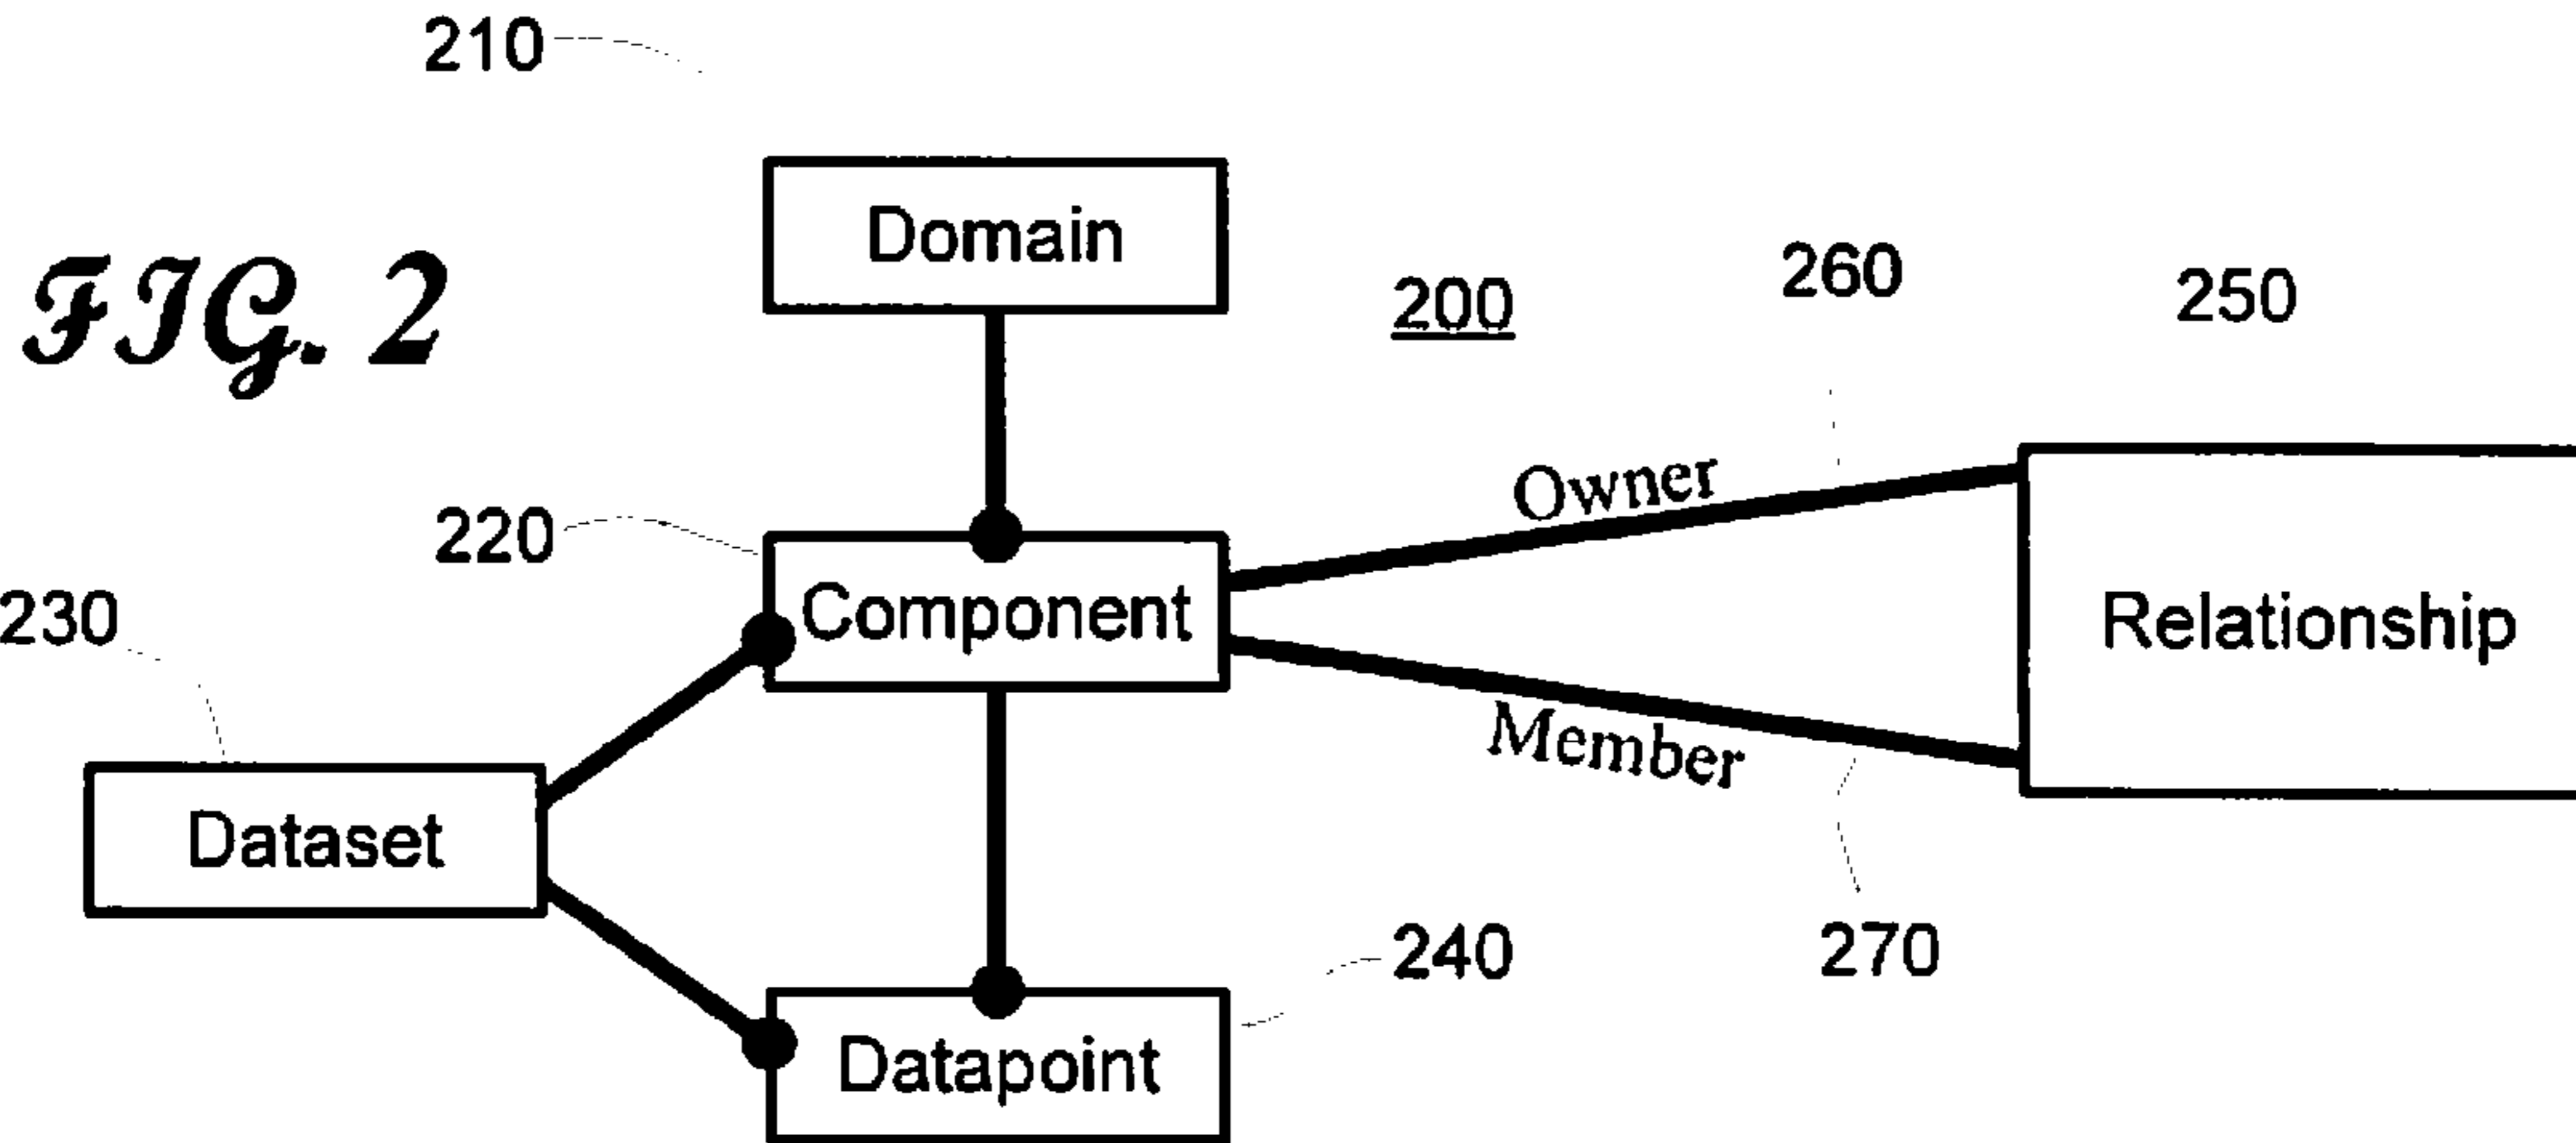 210
Domain
FIG. 2
200
260
250
Owner
220
Component
Relationship
230
Member
Dataset
240
270
Datapoint